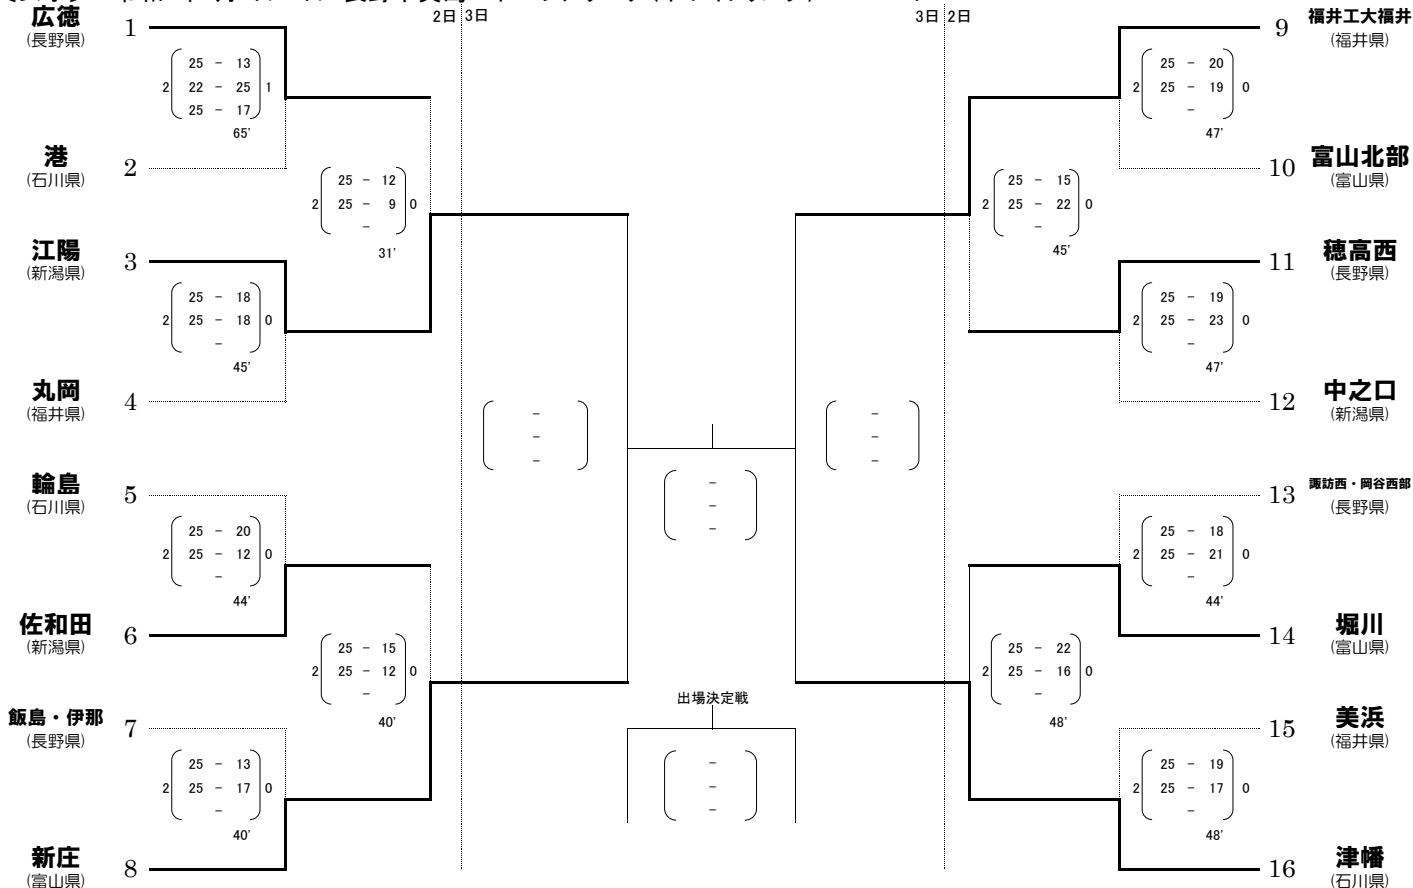 2日 3日
3日 2日
広徳
(長野県)
1
25 - 13
2 22 - 25 1
25 - 17
65'
港
(石川県)
2
25 - 12
2 25 - 9 0
-
31'
江陽
(新潟県)
3
25 - 18
2 25 - 18 0
-
45'
丸岡
(福井県)
4
-
-
-
輪島
(石川県)
5
25 - 20
2 25 - 12 0
-
44'
佐和田
(新潟県)
6
25 - 15
2 25 - 12 0
-
40'
飯島・伊那
(長野県)
7
25 - 13
2 25 - 17 0
-
40'
新庄
(富山県)
8
-
-
-
出場決定戦
-
-
-
9
福井工大福井
(福井県)
25 - 20
2 25 - 19 0
-
47'
10
富山北部
(富山県)
25 - 15
2 25 - 22 0
-
45'
11
穂高西
(長野県)
25 - 19
2 25 - 23 0
-
47'
12
中之口
(新潟県)
-
-
-
13
諏訪西・岡谷西部
(長野県)
25 - 18
2 25 - 21 0
-
44'
14
堀川
(富山県)
25 - 22
2 25 - 16 0
-
48'
15
美浜
(福井県)
25 - 19
2 25 - 17 0
-
48'
16
津幡
(石川県)